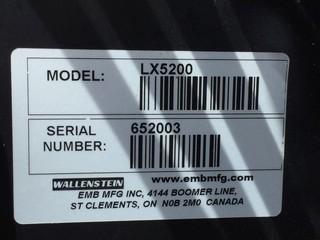 MODEL: LX5200
SERIAL NUMBER: 652003
WALLENSTEIN www.embmfg.com
EMB MFG INC, 4144 BOOMER LINE,
ST CLEMENTS, ON N0B 2M0 CANADA